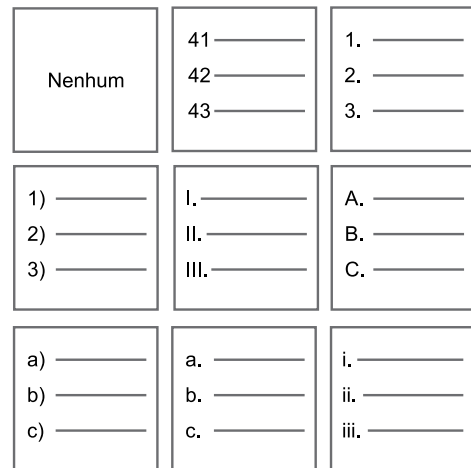 Nenhum
41
42
43
1.
2.
3.
1)
2)
3)
I.
II.
III.
A.
B.
C.
a)
b)
c)
a.
b.
c.
i.
ii.
iii.